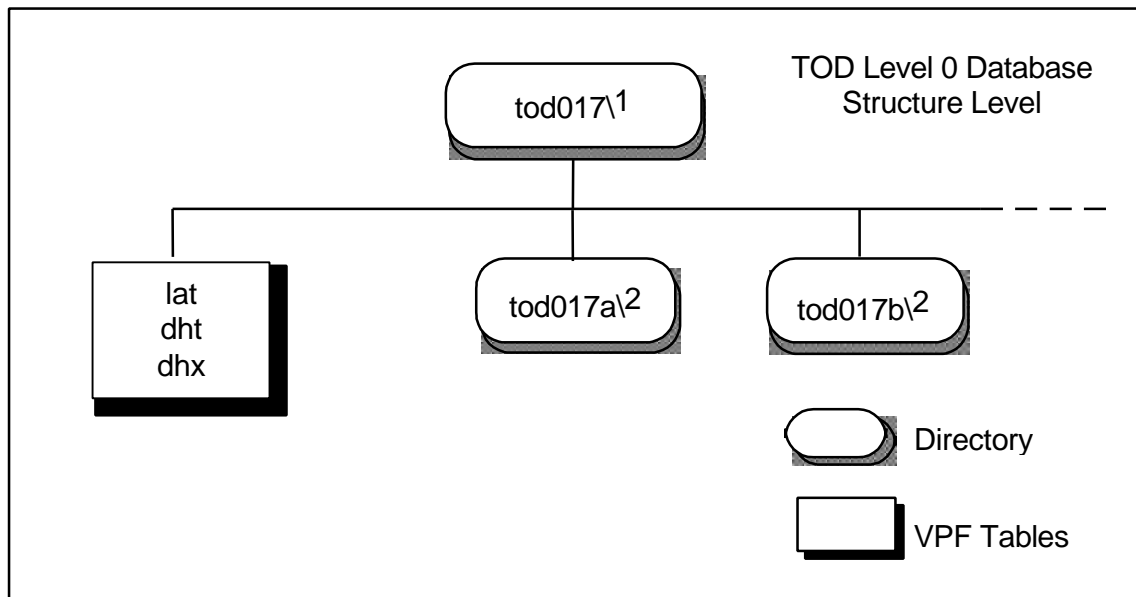 TOD Level 0 Database
Structure Level
tod017\1
lat
dht
dhx
tod017a\2
tod017b\2
Directory
VPF Tables